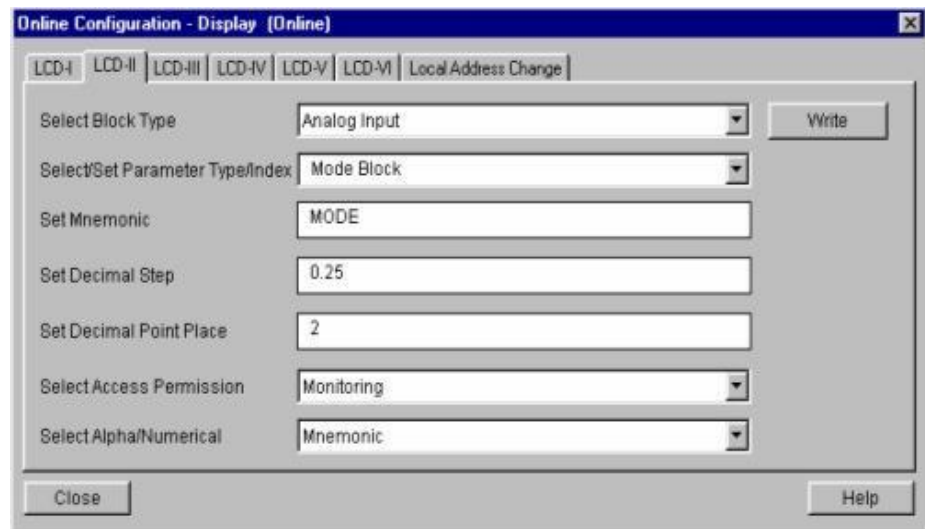 Online Configuration - Display (Online)
LCD-I LCD-II LCD-III LCD-IV LCD-V LCD-VI Local Address Change
Select Block Type Analog Input Write
Select/Set Parameter Type/Index Mode Block
Set Mnemonic MODE
Set Decimal Step 0.25
Set Decimal Point Place 2
Select Access Permission Monitoring
Select Alpha/Numerical Mnemonic
Close Help